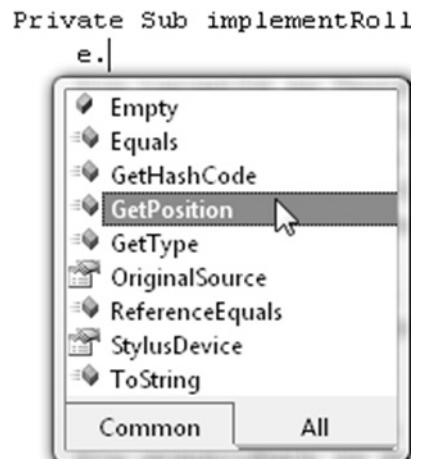 Private Sub implementRoll
e.
Empty
Equals
GetHashCode
GetPosition
GetType
OriginalSource
ReferenceEquals
StylusDevice
ToString
Common All